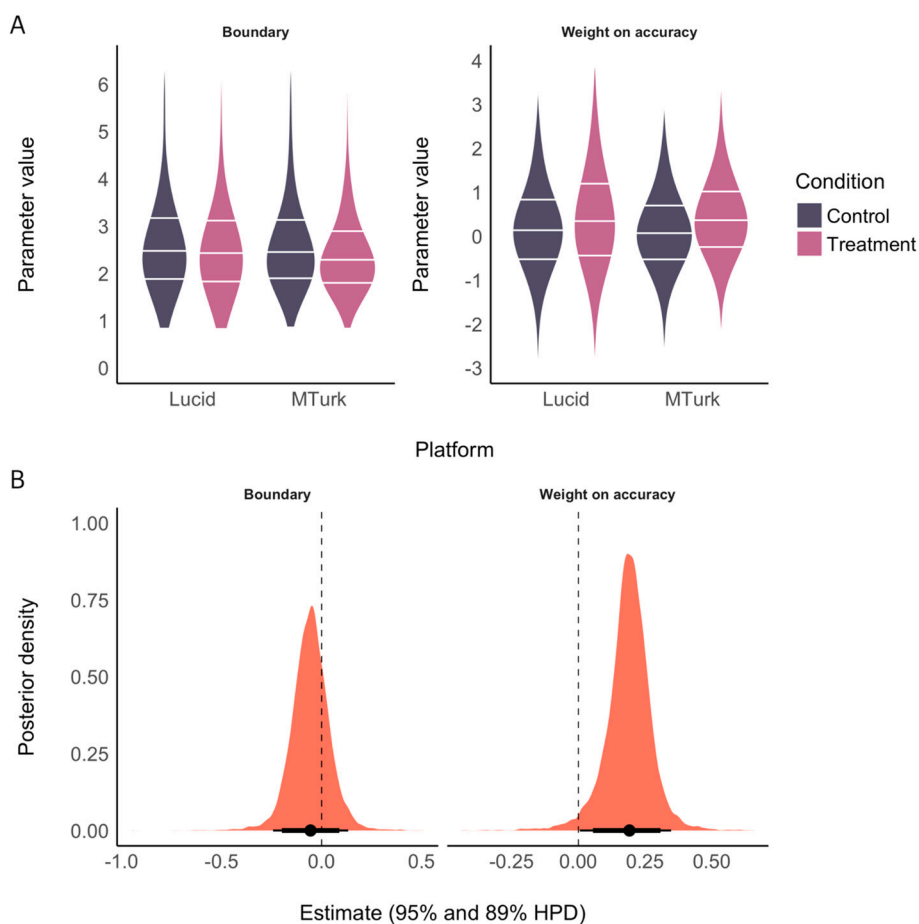 A
Boundary
Weight on accuracy
Parameter value
6
5
4
3
2
1
0
Lucid
MTurk
Parameter value
4
3
2
1
0
-1
-2
-3
Lucid
MTurk
Condition
Control
Treatment
Platform
B
Boundary
Weight on accuracy
Posterior density
1.00
0.75
0.50
0.25
0.00
-1.0
0.0
0.5
-0.25
0.00
0.25
0.50
Estimate (95% and 89% HPD)